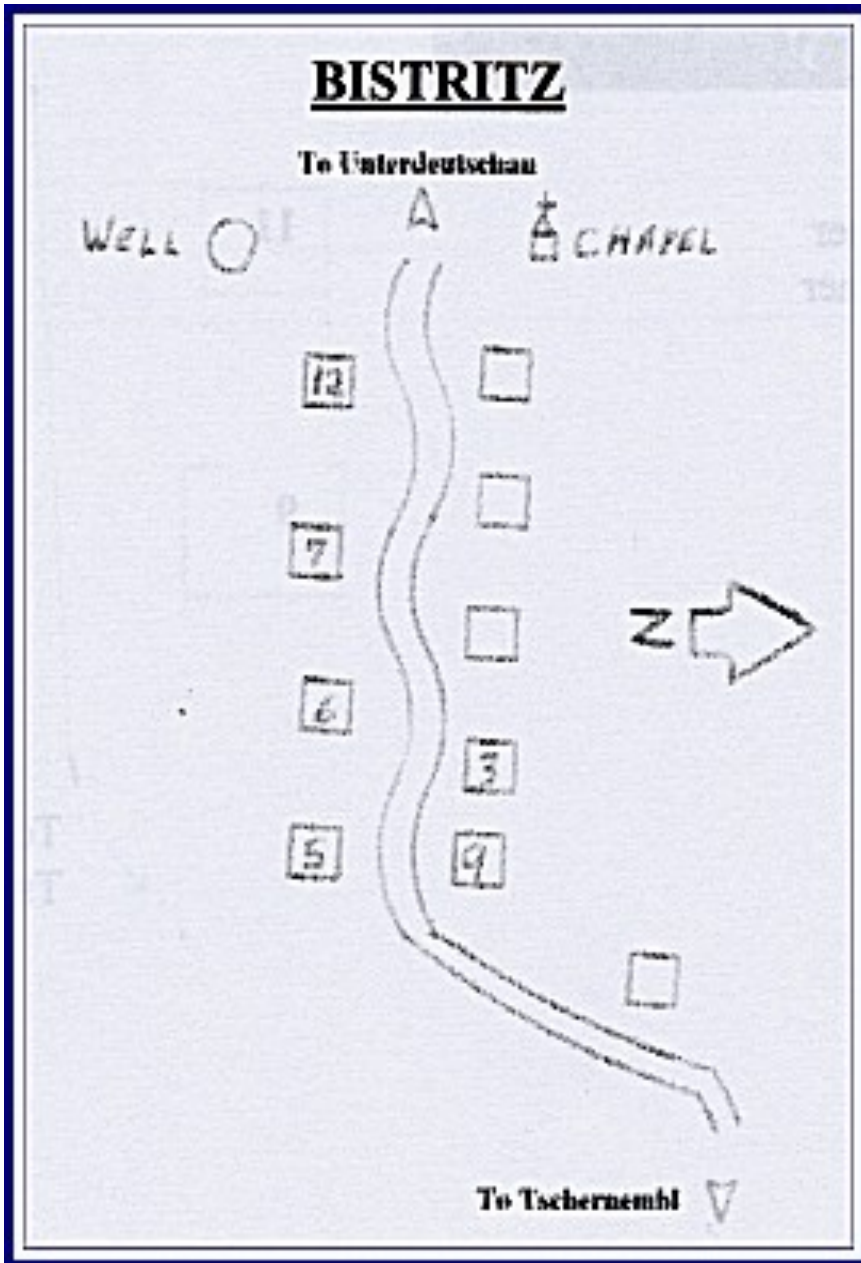 BISTRITZ
To Unterdeutschau
WELL
CHAPEL
12
7
N
6
3
5
9
To Tschernembl